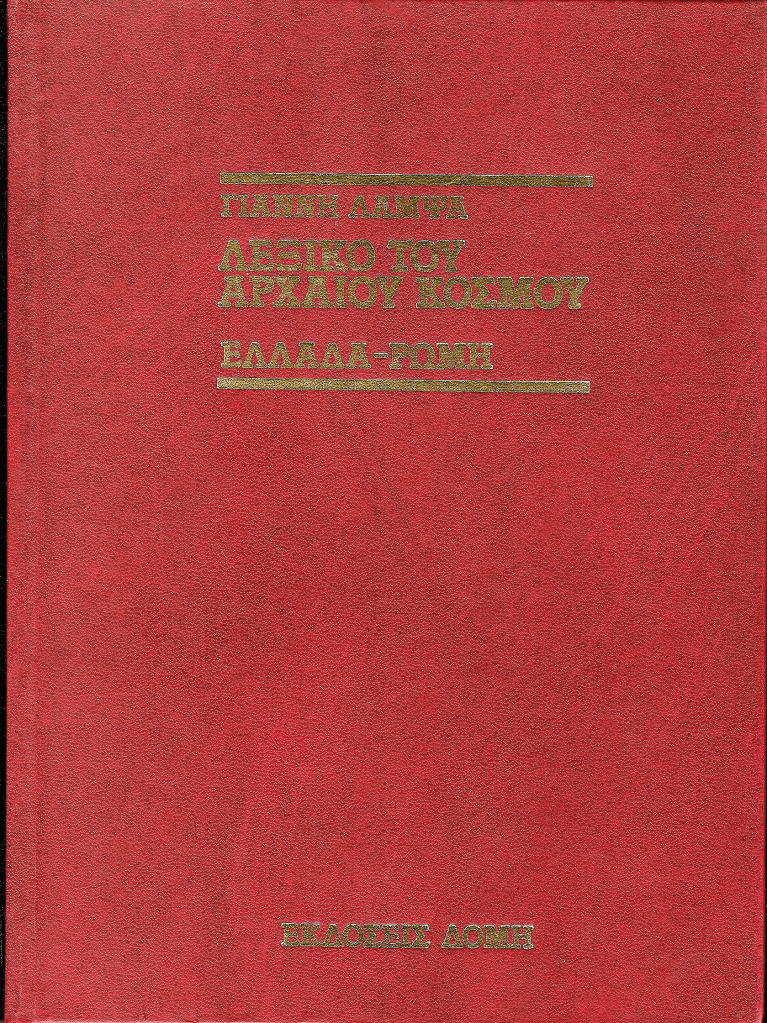 ΓΙΑΝΝΗ ΛΑΜΨΑ
ΛΕΞΙΚΟ ΤΟΥ
ΑΡΧΑΙΟΥ ΚΟΣΜΟΥ
ΕΛΛΑΔΑ-ΡΩΜΗ
ΕΚΔΟΣΕΙΣ ΔΟΜΗ